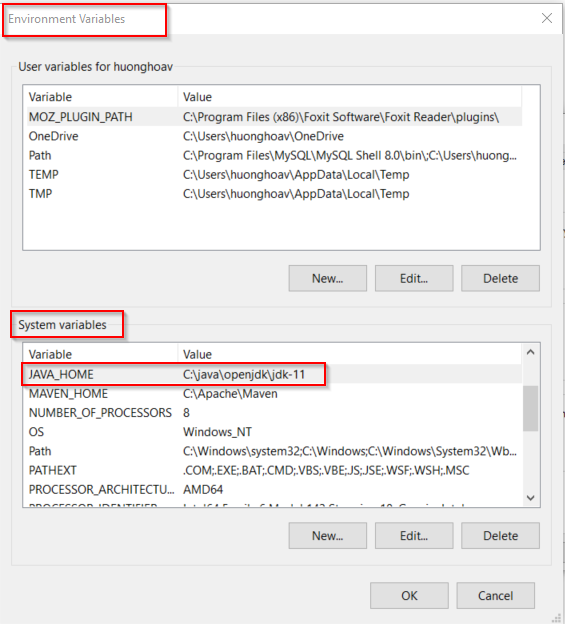 Environment Variables
User variables for huonghoav
Variable Value
MOZ_PLUGIN_PATH C:\Program Files (x86)\Foxit Software\Foxit Reader\plugins\
OneDrive C:\Users\huonghoav\OneDrive
Path C:\Program Files\MySQL\MySQL Shell 8.0\bin\;C:\Users\huong...
TEMP C:\Users\huonghoav\AppData\Local\Temp
TMP C:\Users\huonghoav\AppData\Local\Temp
New... Edit... Delete
System variables
Variable Value
JAVA_HOME C:\java\openjdk\jdk-11
MAVEN_HOME C:\Apache\Maven
NUMBER_OF_PROCESSORS 8
OS Windows_NT
Path C:\Windows\system32;C:\Windows;C:\Windows\System32\Wb...
PATHEXT .COM;.EXE;.BAT;.CMD;.VBS;.VBE;.JS;.JSE;.WSF;.WSH;.MSC
PROCESSOR_ARCHITECTU... AMD64
New... Edit... Delete
OK Cancel